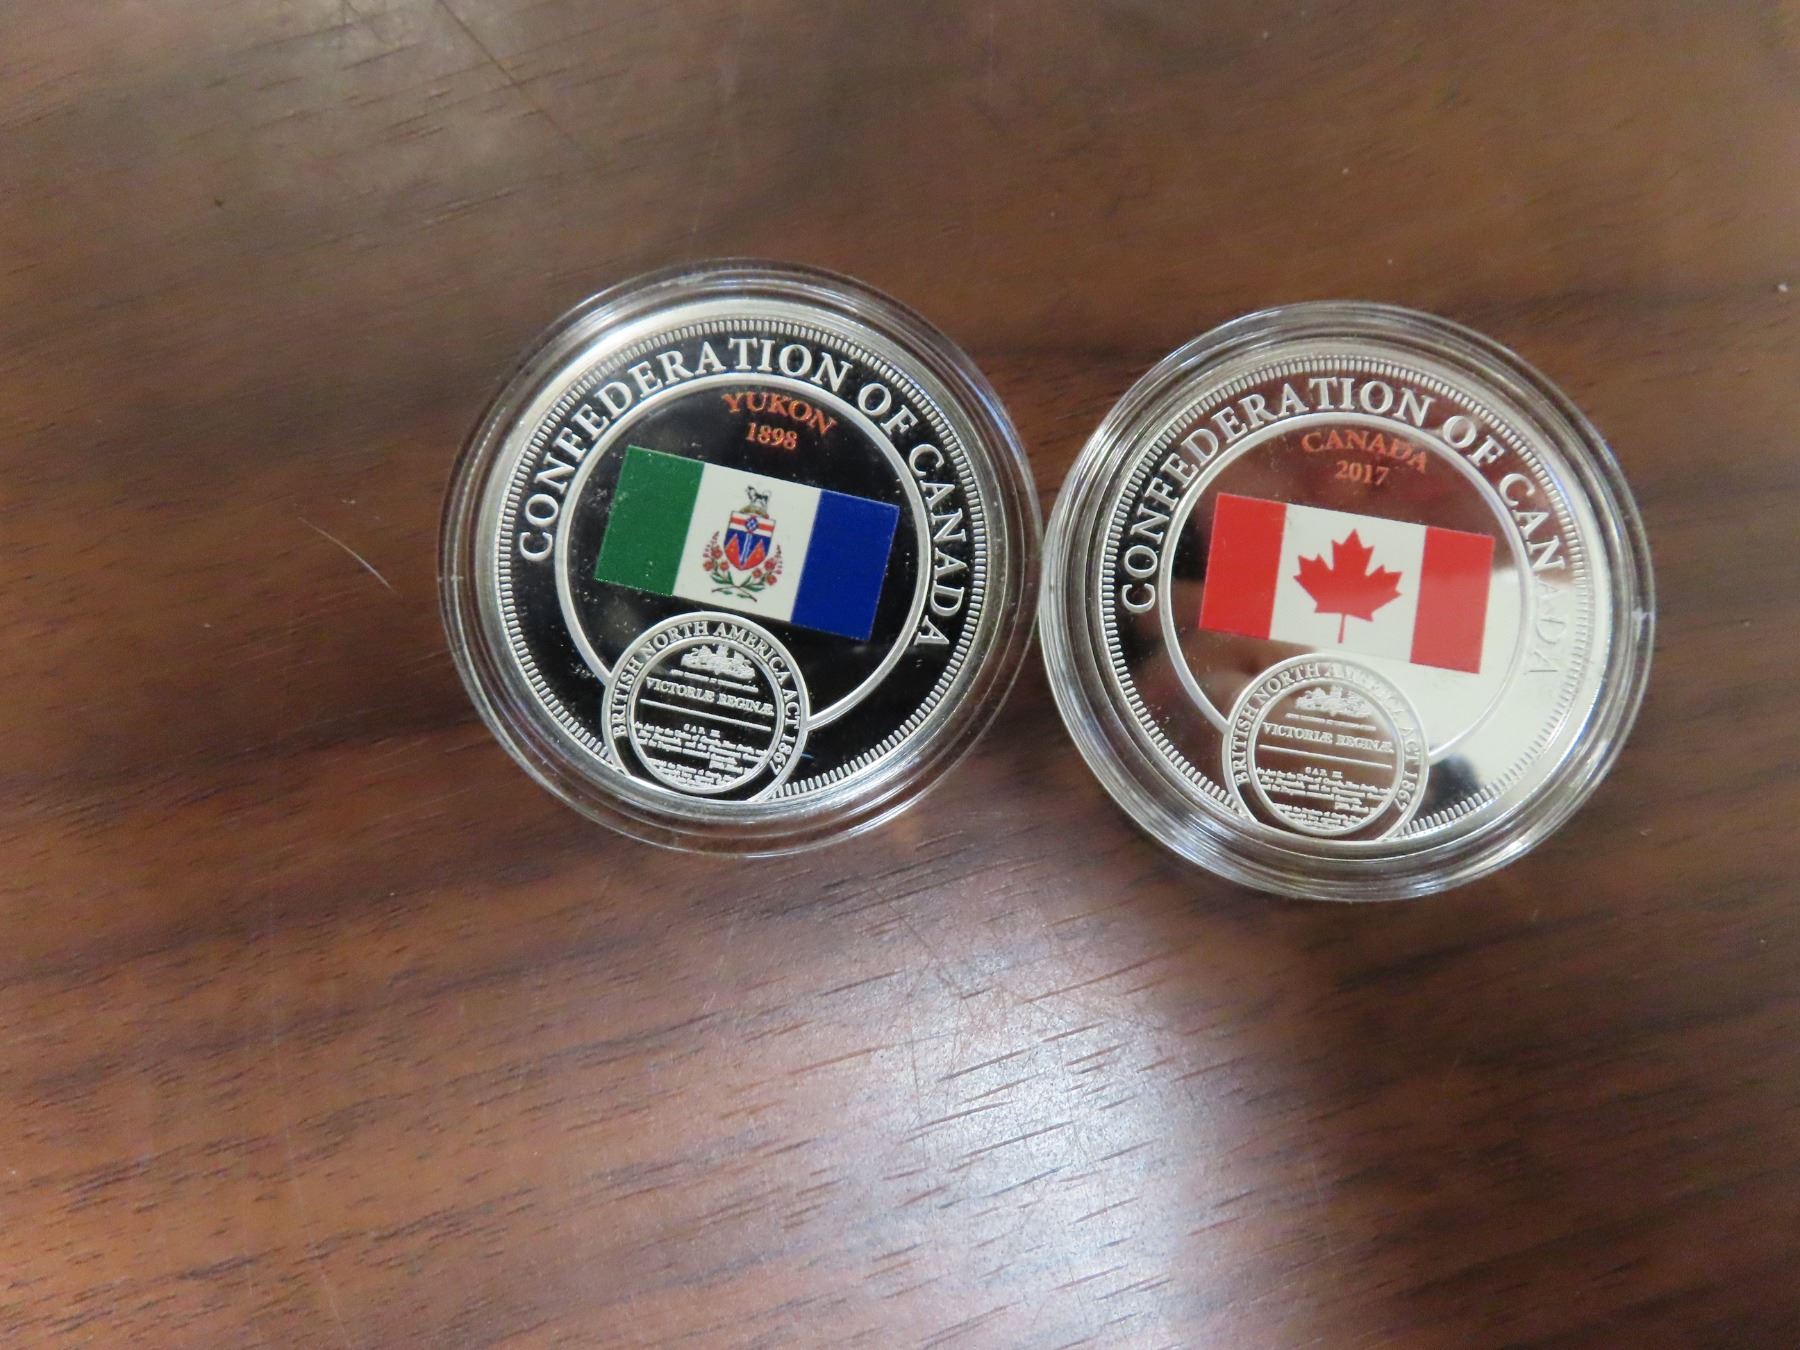 CONFEDERATION OF CANADA
YUKON
1898
BRITISH NORTH AMERICA ACT 1867
VICTORIÆ REGINÆ
CONFEDERATION OF CANADA
CANADA
2017
BRITISH NORTH AMERICA ACT 1867
VICTORIÆ REGINÆ